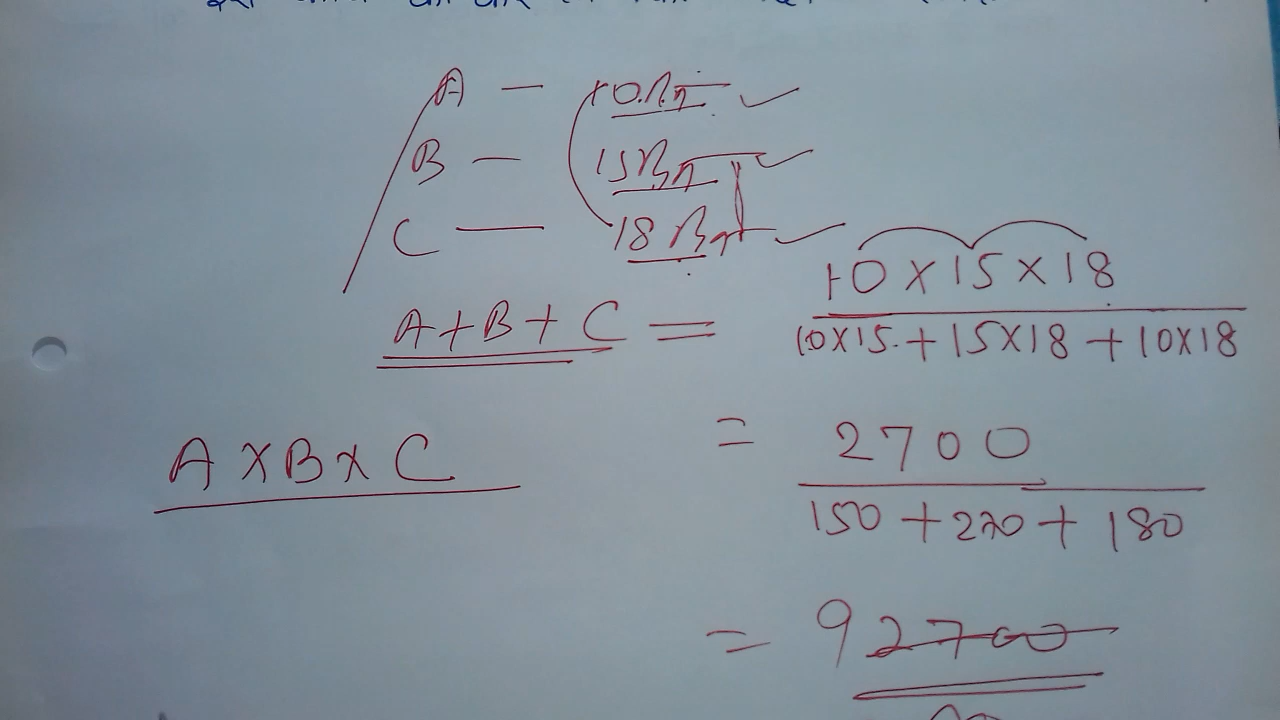 A — 10 दिन
B — 15 दिन
C — 18 दिन
A+B+C = 10×15×18
10×15+15×18+10×18
A×B×C
= 2700
150+270+180
= 9 2700